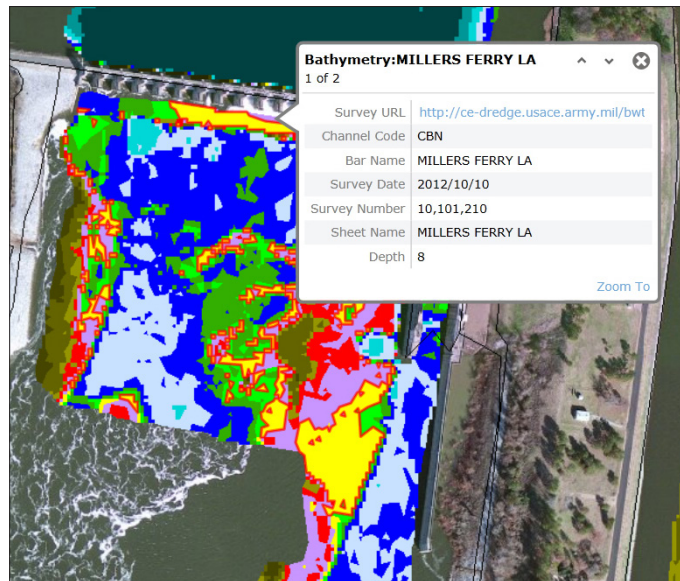 Bathymetry:MILLERS FERRY LA
1 of 2
Survey URL http://ce-dredge.usace.army.mil/bwt
Channel Code CBN
Bar Name MILLERS FERRY LA
Survey Date 2012/10/10
Survey Number 10,101,210
Sheet Name MILLERS FERRY LA
Depth 8
Zoom To